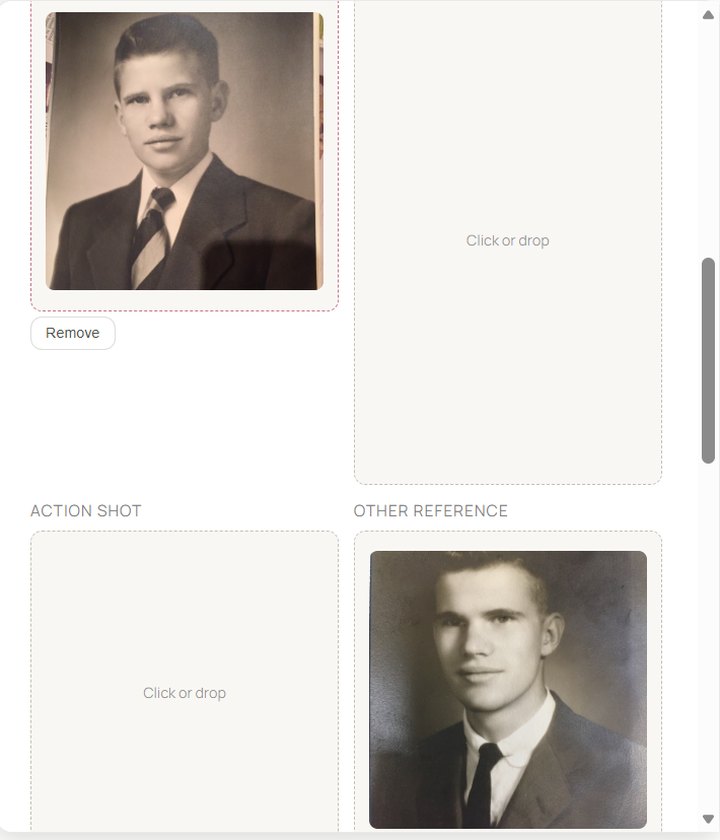 Click or drop
Remove
ACTION SHOT
OTHER REFERENCE
Click or drop